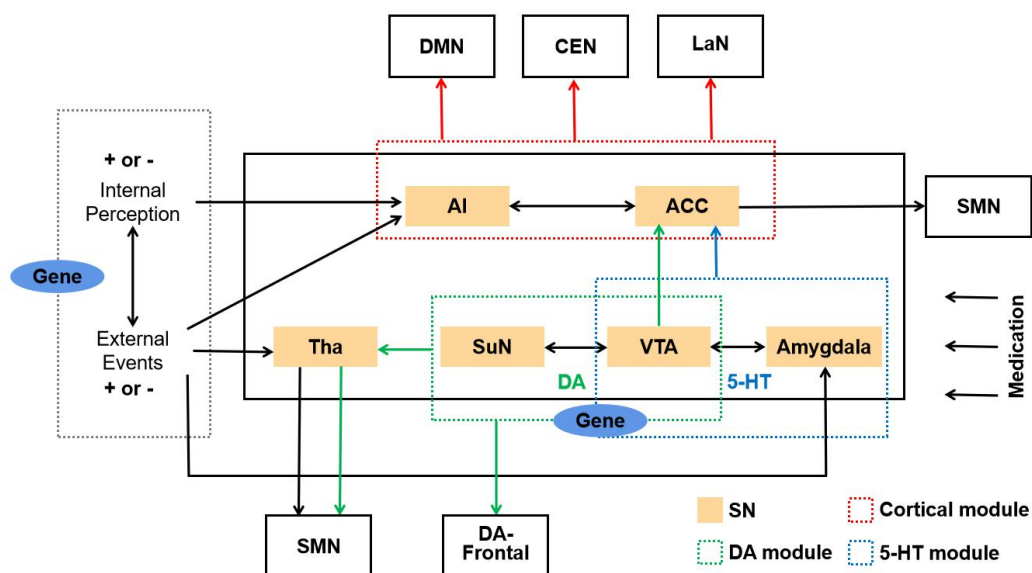 DMN
CEN
LaN
+ or -
Internal
Perception
AI
ACC
SMN
Gene
External
Events
+ or -
Tha
SuN
VTA
Amygdala
DA
5-HT
Gene
Medication
SMN
DA-
Frontal
SN
Cortical module
DA module
5-HT module